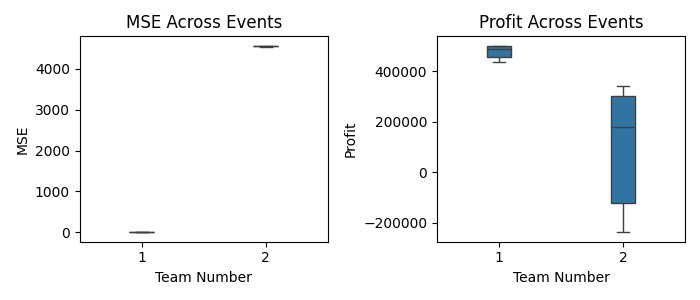 MSE Across Events
MSE
4000
3000
2000
1000
0
1
2
Team Number
Profit Across Events
Profit
400000
200000
0
−200000
1
2
Team Number